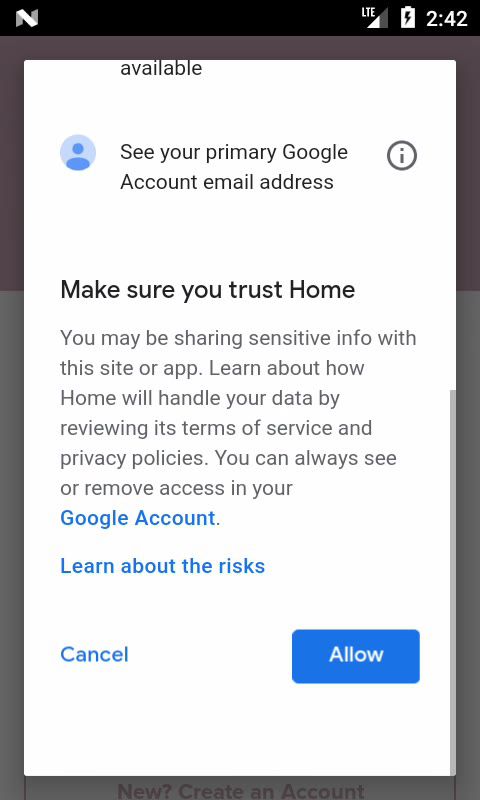 LTE 2:42
available
See your primary Google
Account email address
Make sure you trust Home
You may be sharing sensitive info with
this site or app. Learn about how
Home will handle your data by
reviewing its terms of service and
privacy policies. You can always see
or remove access in your
Google Account.
Learn about the risks
Cancel Allow
New? Create an Account